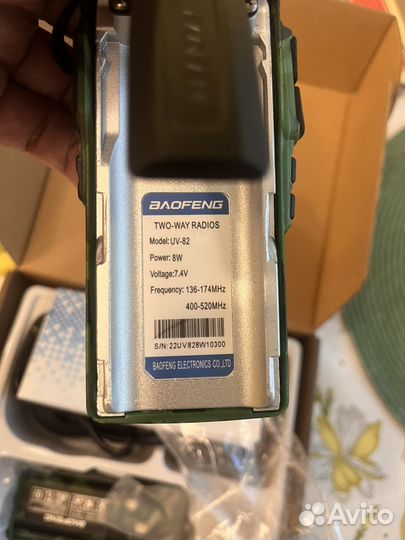 BAOFENG
TWO-WAY RADIOS
Model:UV-82
Power: 8W
Voltage:7.4V
Frequency: 136-174MHz
400-520MHz
S/N: 22UV828W10300
BAOFENG ELECTRONICS CO.,LTD
BAOFENG
Avito